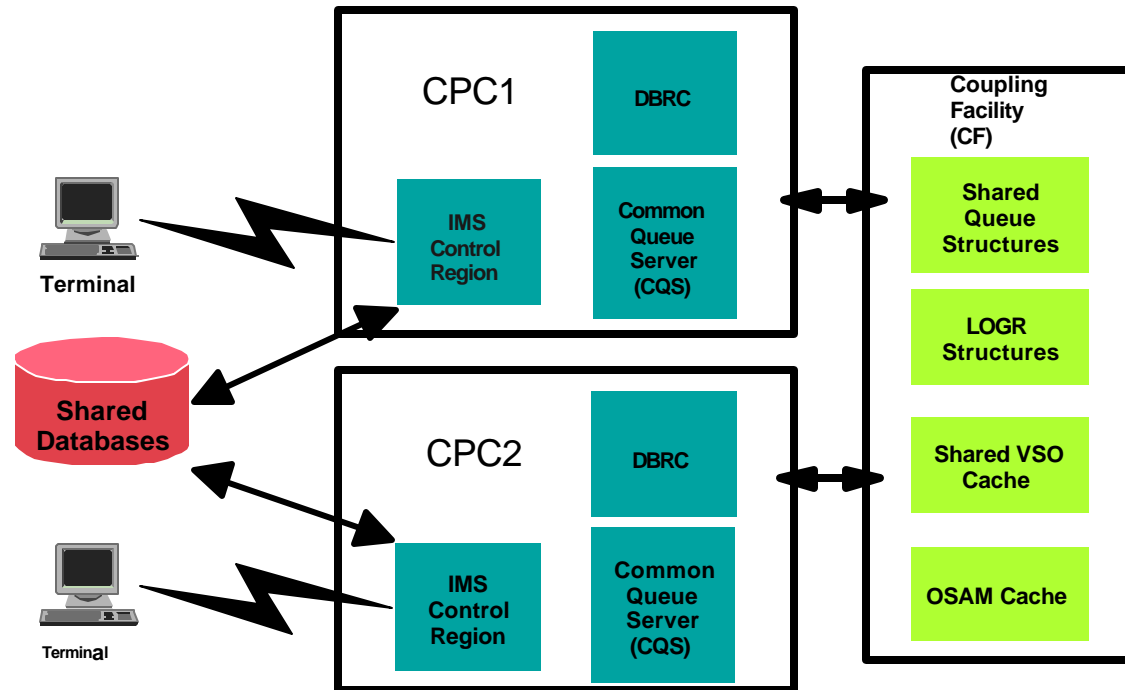 CPC1
DBRC
IMS
Control
Region
Common
Queue
Server
(CQS)
Terminal
Shared
Databases
CPC2
DBRC
IMS
Control
Region
Common
Queue
Server
(CQS)
Terminal
Coupling
Facility
(CF)
Shared
Queue
Structures
LOGR
Structures
Shared VSO
Cache
OSAM Cache